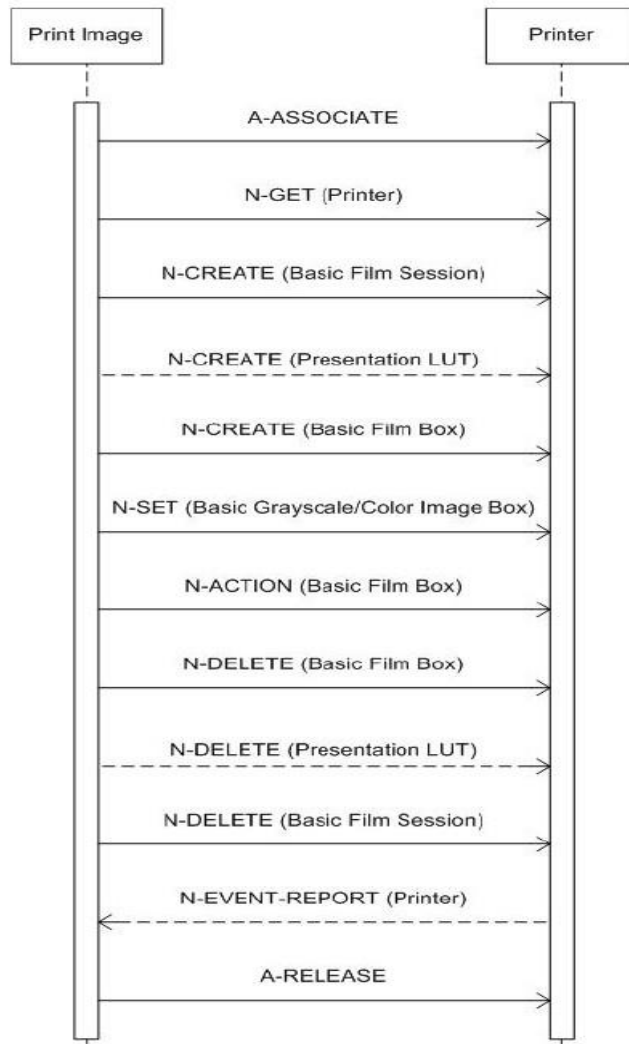 Print Image
Printer
A-ASSOCIATE
N-GET (Printer)
N-CREATE (Basic Film Session)
N-CREATE (Presentation LUT)
N-CREATE (Basic Film Box)
N-SET (Basic Grayscale/Color Image Box)
N-ACTION (Basic Film Box)
N-DELETE (Basic Film Box)
N-DELETE (Presentation LUT)
N-DELETE (Basic Film Session)
N-EVENT-REPORT (Printer)
A-RELEASE